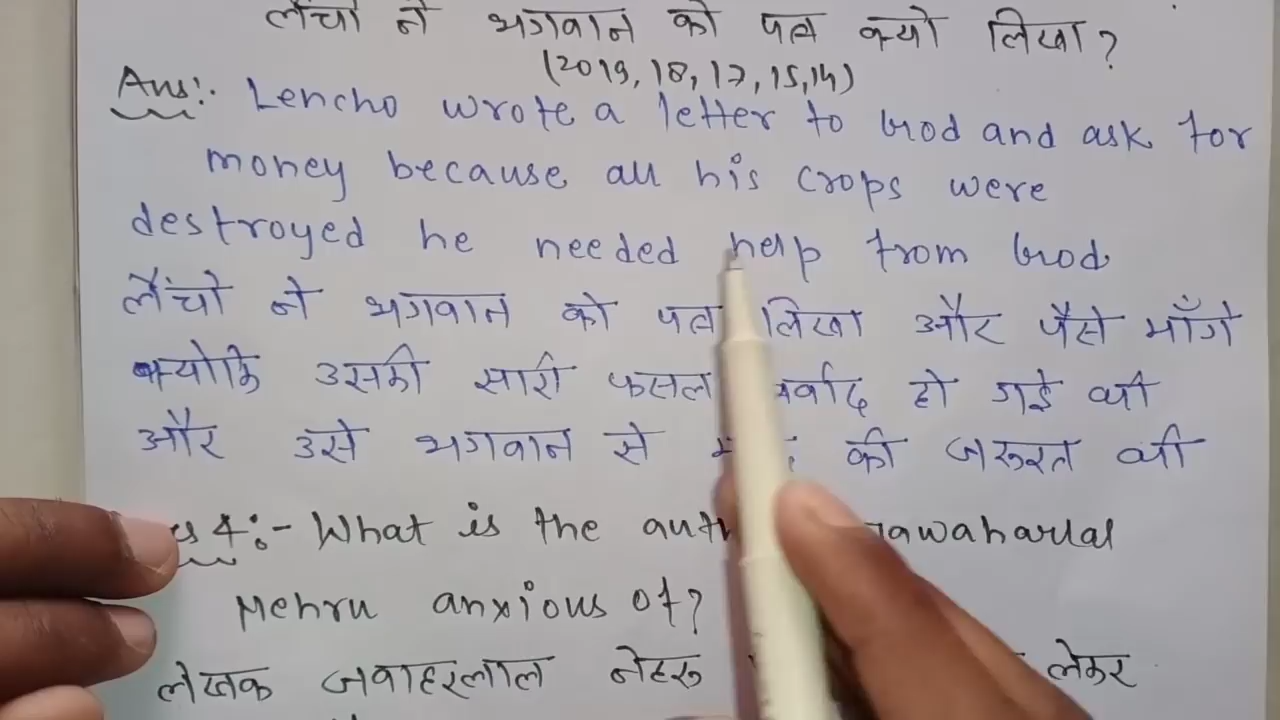 लैंचो ने भगवान को पत्र क्यो लिखा?
(2019, 18, 17, 15, 14)
Ans:. Lencho wrote a letter to God and ask for
money because all his crops were
destroyed he needed help from God
लैंचो ने भगवान को पत्र लिखा और पैसे माँगे
क्योकि उसकी सारी फसल हो गई थी
और उसे भगवान से की जरूरत थी
4:- What is the
Nehru anxious of?
लेखक जवाहरलाल नेहरू लेकर